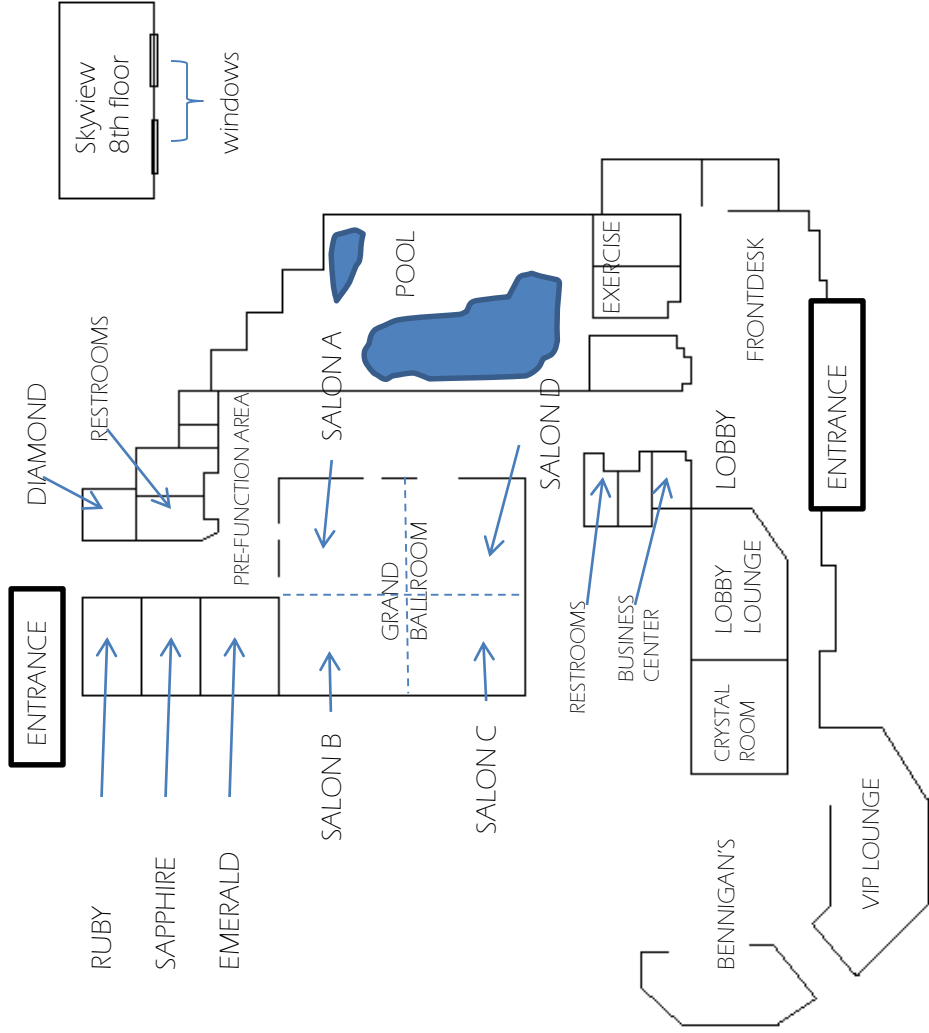 Skyview
8th floor
windows
DIAMOND
RESTROOMS
ENTRANCE
PRE-FUNCTION AREA
SALON A
POOL
RUBY
SAPPHIRE
EMERALD
SALON B
GRAND
BALLROOM
SALON C
SALON D
EXERCISE
RESTROOMS
BUSINESS
CENTER
LOBBY
FRONTDESK
ENTRANCE
LOBBY
LOUNGE
CRYSTAL
ROOM
BENNIGAN'S
VIP LOUNGE